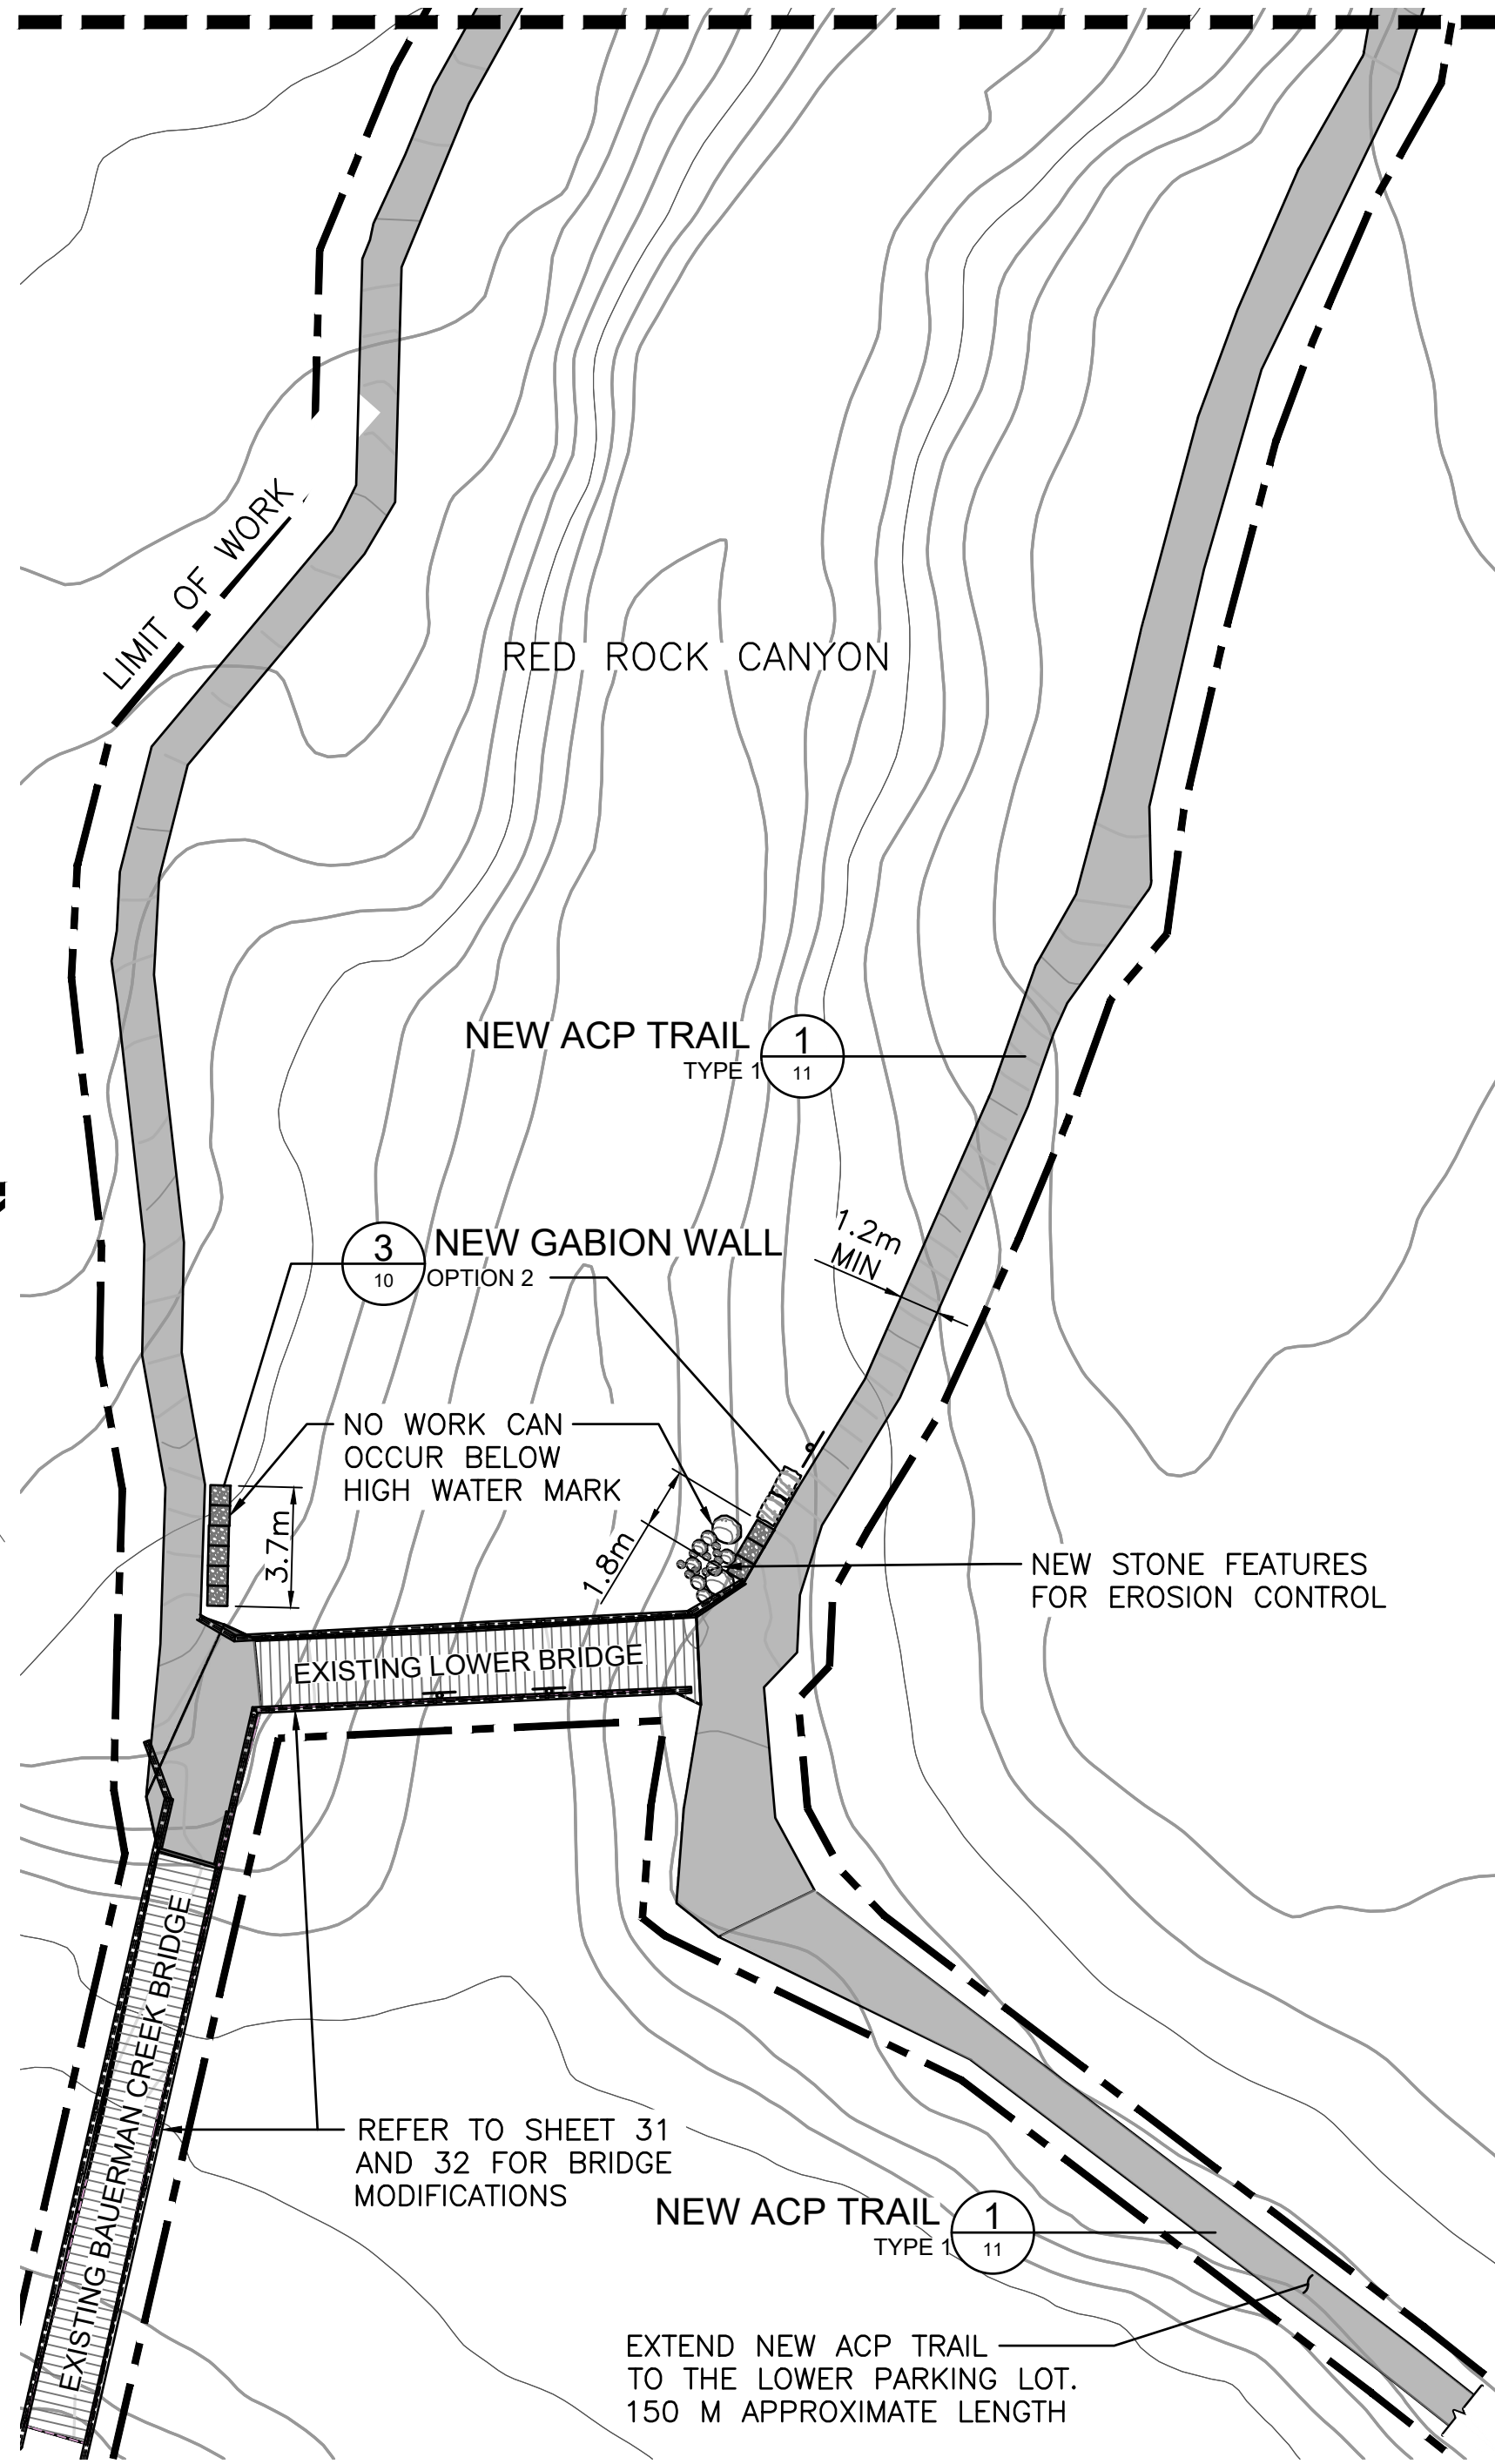 LIMIT OF WORK
RED ROCK CANYON
NEW ACP TRAIL
TYPE 1
1
11
1.2m
MIN
3
10
NEW GABION WALL
OPTION 2
NO WORK CAN
OCCUR BELOW
HIGH WATER MARK
3.7m
1.8m
NEW STONE FEATURES
FOR EROSION CONTROL
EXISTING LOWER BRIDGE
EXISTING BAUERMAN CREEK BRIDGE
REFER TO SHEET 31
AND 32 FOR BRIDGE
MODIFICATIONS
NEW ACP TRAIL
TYPE 1
1
11
EXTEND NEW ACP TRAIL
TO THE LOWER PARKING LOT.
150 M APPROXIMATE LENGTH